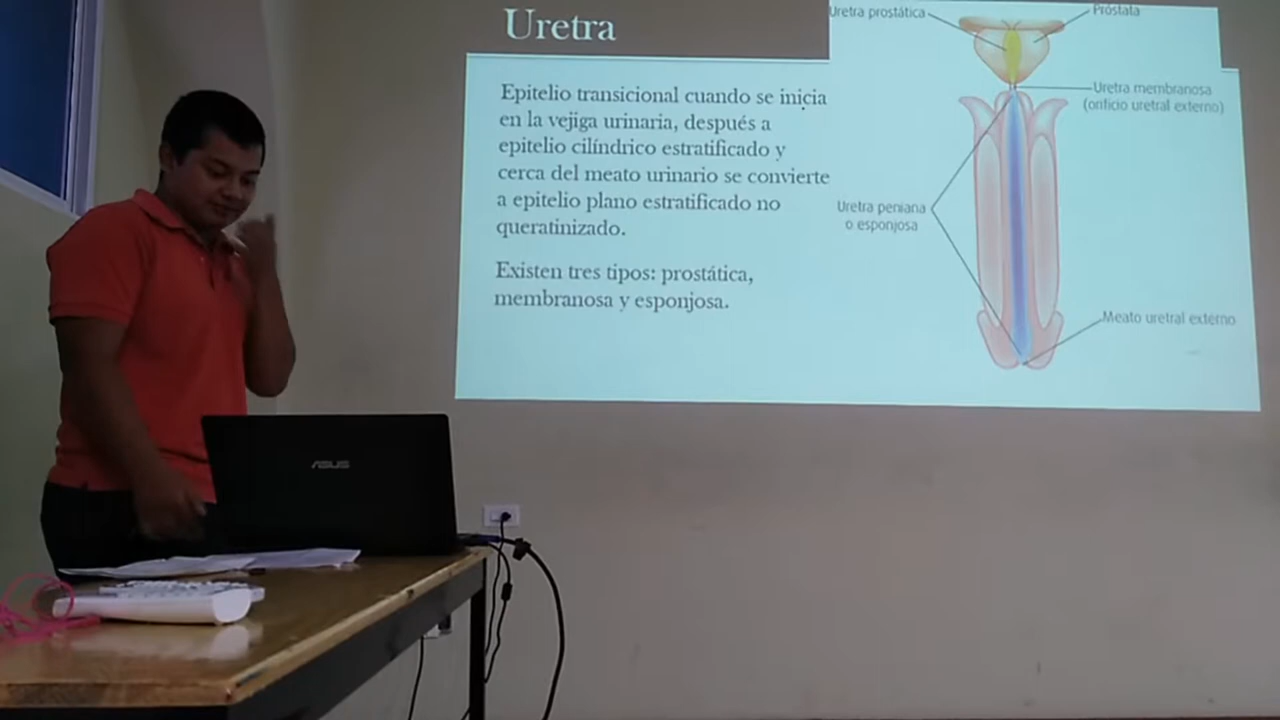 Uretra
Epitelio transicional cuando se inicia
en la vejiga urinaria, después a
epitelio cilíndrico estratificado y
cerca del meato urinario se convierte
a epitelio plano estratificado no
queratinizado.
Existen tres tipos: prostática,
membranosa y esponjosa.
Uretra prostática
Próstata
Uretra membranosa
(orificio uretral externo)
Uretra peniana
o esponjosa
Meato uretral externo
ASUS